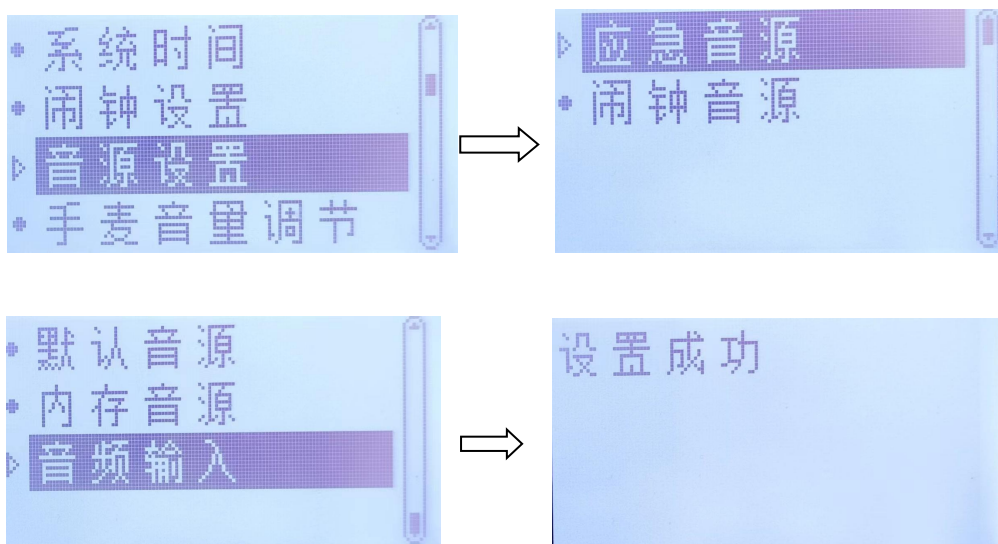 系统时间
闹钟设置
音源设置
手麦音量调节
应急音源
闹钟音源
默认音源
内存音源
音频输入
设置成功